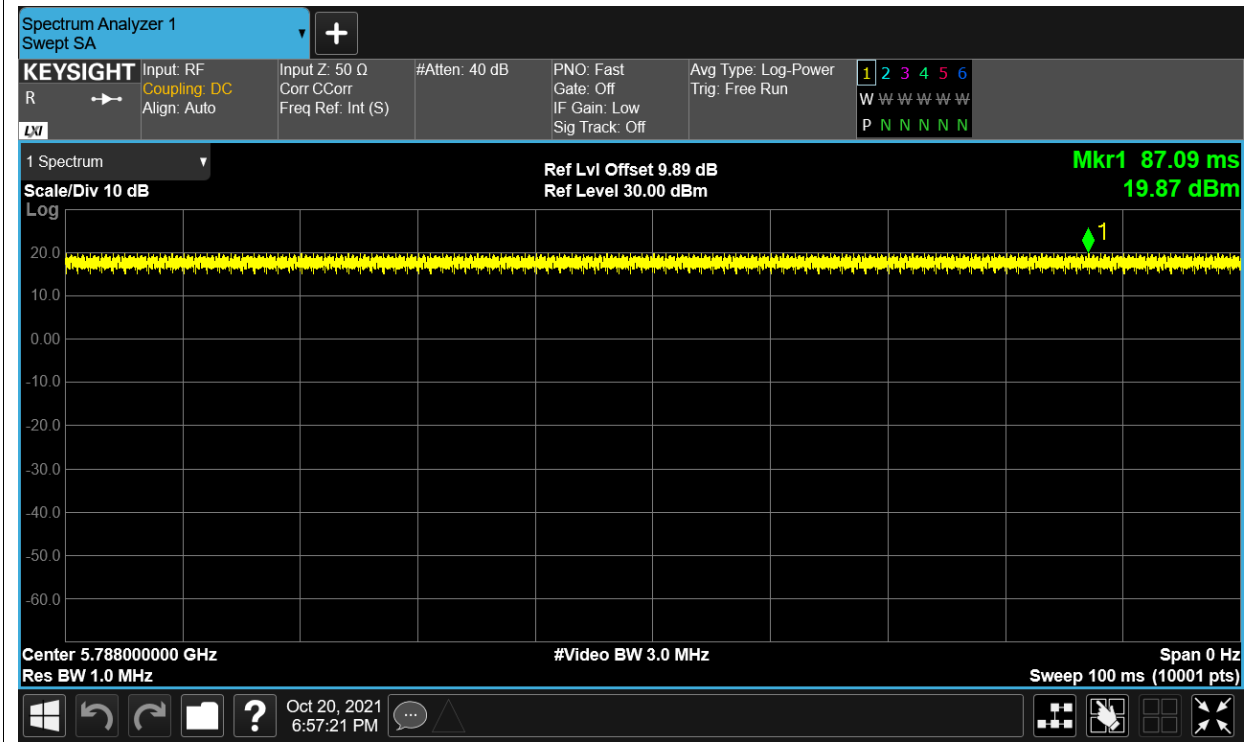 Spectrum Analyzer 1
Swept SA
KEYSIGHT
R
LXI
Input: RF
Coupling: DC
Align: Auto
Input Z: 50 Ω
Corr CCorr
Freq Ref: Int (S)
#Atten: 40 dB
PNO: Fast
Gate: Off
IF Gain: Low
Sig Track: Off
Avg Type: Log-Power
Trig: Free Run
1 2 3 4 5 6
W W W W W W
P N N N N N
1 Spectrum
Scale/Div 10 dB
Ref Lvl Offset 9.89 dB
Ref Level 30.00 dBm
Mkr1 87.09 ms
19.87 dBm
Log
1
20.0
10.0
0.00
-10.0
-20.0
-30.0
-40.0
-50.0
-60.0
Center 5.788000000 GHz
Res BW 1.0 MHz
#Video BW 3.0 MHz
Span 0 Hz
Sweep 100 ms (10001 pts)
?
Oct 20, 2021
6:57:21 PM